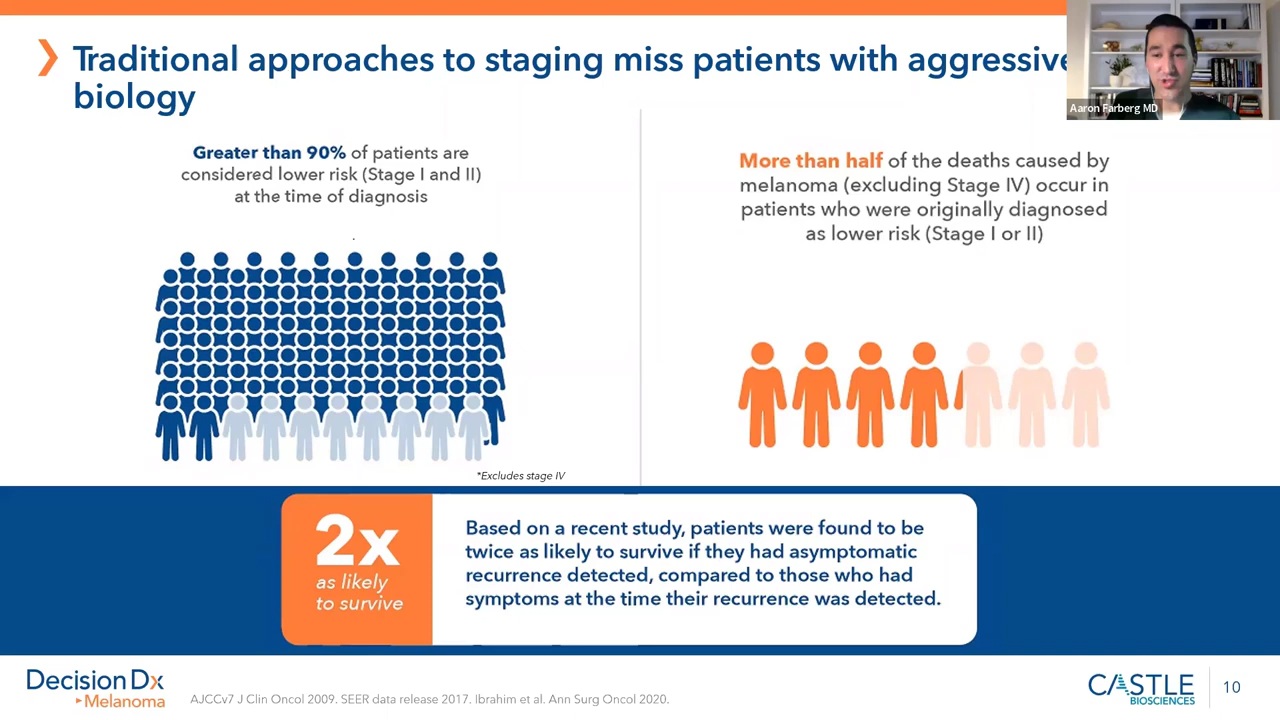 Traditional approaches to staging miss patients with aggressive
biology
Aaron Farberg MD
Greater than 90% of patients are
considered lower risk (Stage I and II)
at the time of diagnosis
*Excludes stage IV
More than half of the deaths caused by
melanoma (excluding Stage IV) occur in
patients who were originally diagnosed
as lower risk (Stage I or II)
2x
as likely
to survive
Based on a recent study, patients were found to be
twice as likely to survive if they had asymptomatic
recurrence detected, compared to those who had
symptoms at the time their recurrence was detected.
DecisionDx
Melanoma
AJCCv7 J Clin Oncol 2009. SEER data release 2017. Ibrahim et al. Ann Surg Oncol 2020.
CASTLE
BIOSCIENCES
10